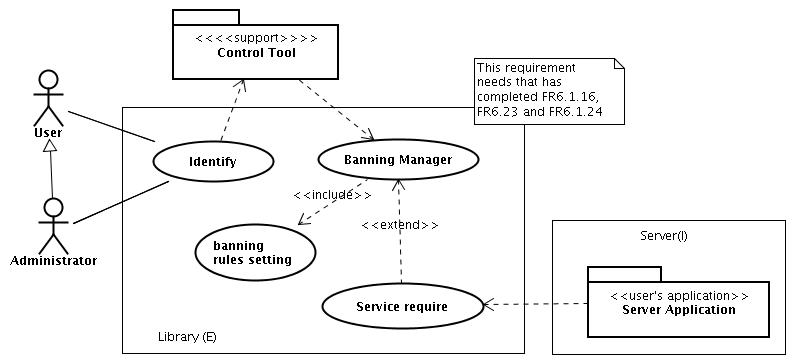 <<<<support>>>>
Control Tool
This requirement
needs that has
completed FR6.1.16,
FR6.23 and FR6.1.24
User
Identify
Banning Manager
<<include>>
<<extend>>
banning
rules setting
Administrator
Server(I)
<<user's application>>
Server Application
Service require
Library (E)